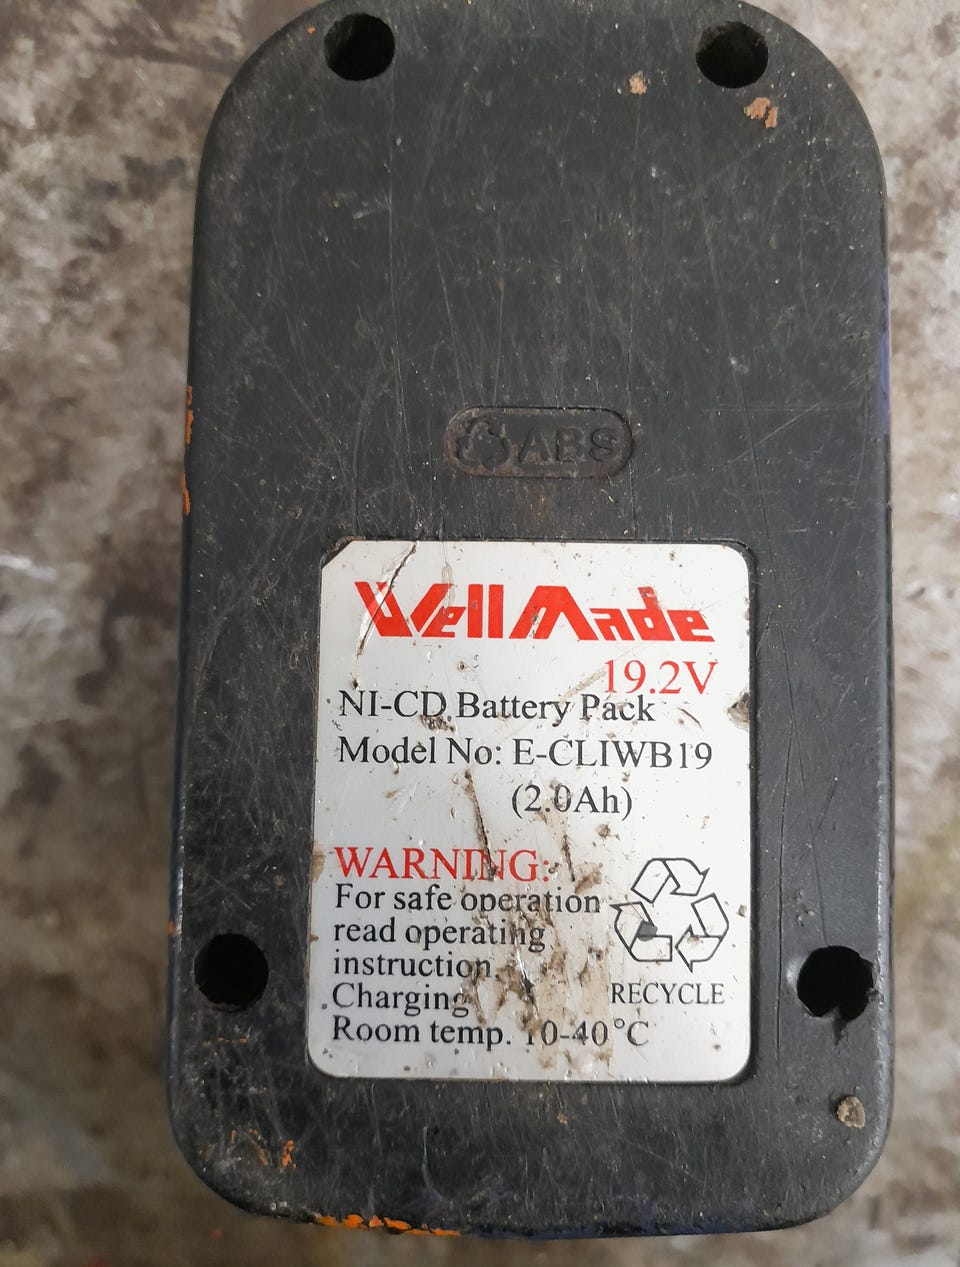 ABS
WellMade
19.2V
NI-CD Battery Pack
Model No: E-CLIWB19
(2.0Ah)
WARNING:
For safe operation
read operating
instruction.
Charging
Room temp. 10-40°C
RECYCLE